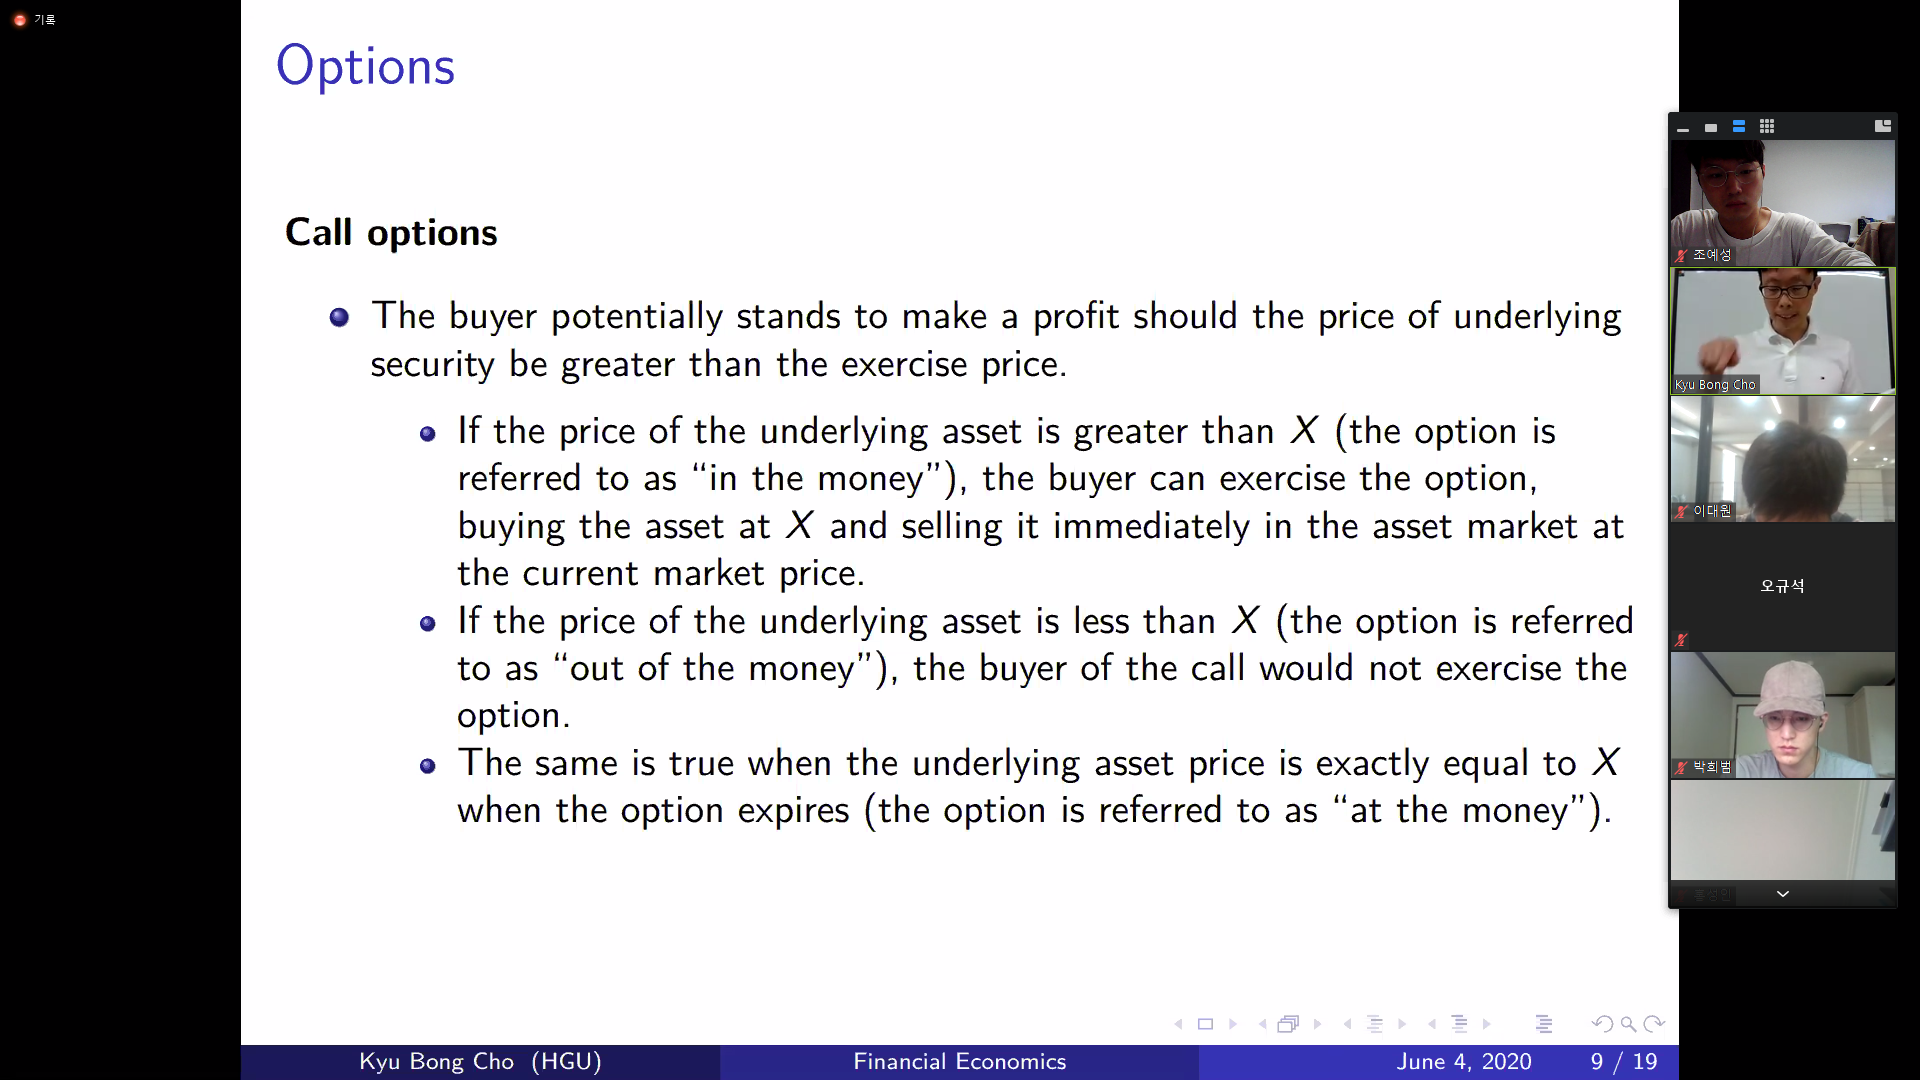 기록
Options
Call options
The buyer potentially stands to make a profit should the price of underlying
security be greater than the exercise price.
If the price of the underlying asset is greater than X (the option is
referred to as “in the money”), the buyer can exercise the option,
buying the asset at X and selling it immediately in the asset market at
the current market price.
If the price of the underlying asset is less than X (the option is referred
to as “out of the money”), the buyer of the call would not exercise the
option.
The same is true when the underlying asset price is exactly equal to X
when the option expires (the option is referred to as “at the money”).
Kyu Bong Cho (HGU)
Financial Economics
June 4, 2020
9 / 19
조예성
Kyu Bong Cho
이대원
오규석
박희범